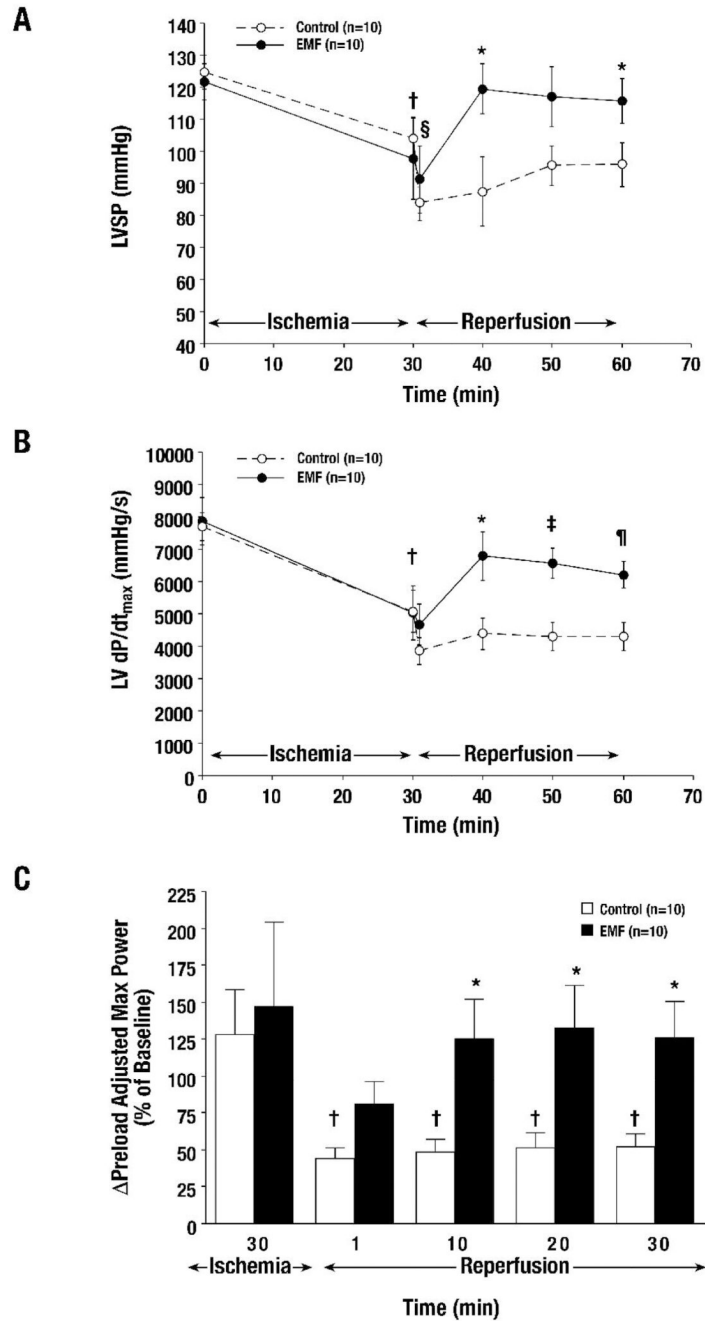 A
Control (n=10)
EMF (n=10)
140
130
120
110
100
90
80
70
60
50
40
LVSP (mmHg)
*
*
†
§
Ischemia
Reperfusion
0 10 20 30 40 50 60 70
Time (min)
B
Control (n=10)
EMF (n=10)
10000
9000
8000
7000
6000
5000
4000
3000
2000
1000
0
LV dP/dtmax (mmHg/s)
*
‡
¶
†
Ischemia
Reperfusion
0 10 20 30 40 50 60 70
Time (min)
C
Control (n=10)
EMF (n=10)
225
200
175
150
125
100
75
50
25
0
ΔPreload Adjusted Max Power
(% of Baseline)
* * *
† † † †
30 1 10 20 30
Ischemia
Reperfusion
Time (min)